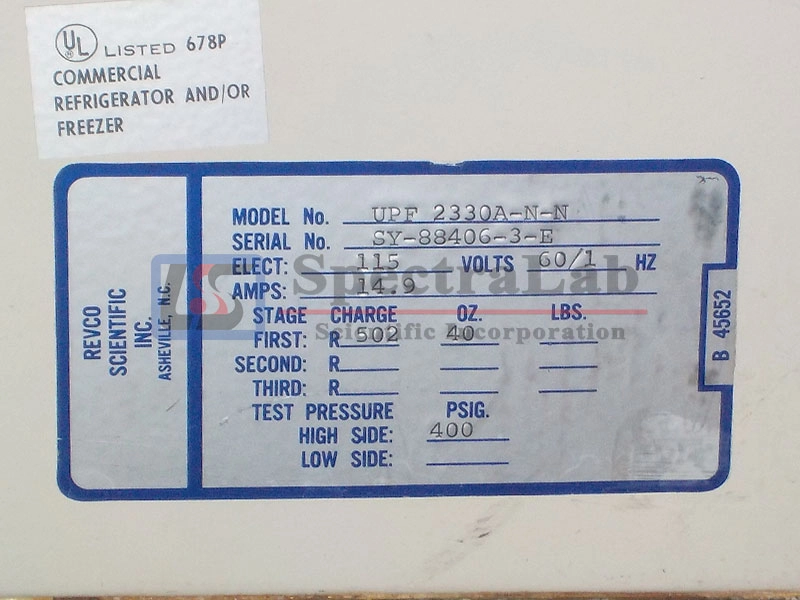 UL LISTED 678P
COMMERCIAL
REFRIGERATOR AND/OR
FREEZER
REVCO
SCIENTIFIC
INC.
ASHEVILLE, N.C.
MODEL No. UPF 2330A-N-N
SERIAL No. SY-88406-3-E
ELECT: 115 VOLTS 60/1 HZ
AMPS: 14.9
STAGE CHARGE OZ. LBS.
FIRST: R 502 40
SECOND: R
THIRD: R
TEST PRESSURE PSIG.
HIGH SIDE: 400
LOW SIDE:
B 45652
SpectraLab
Scientific Incorporation